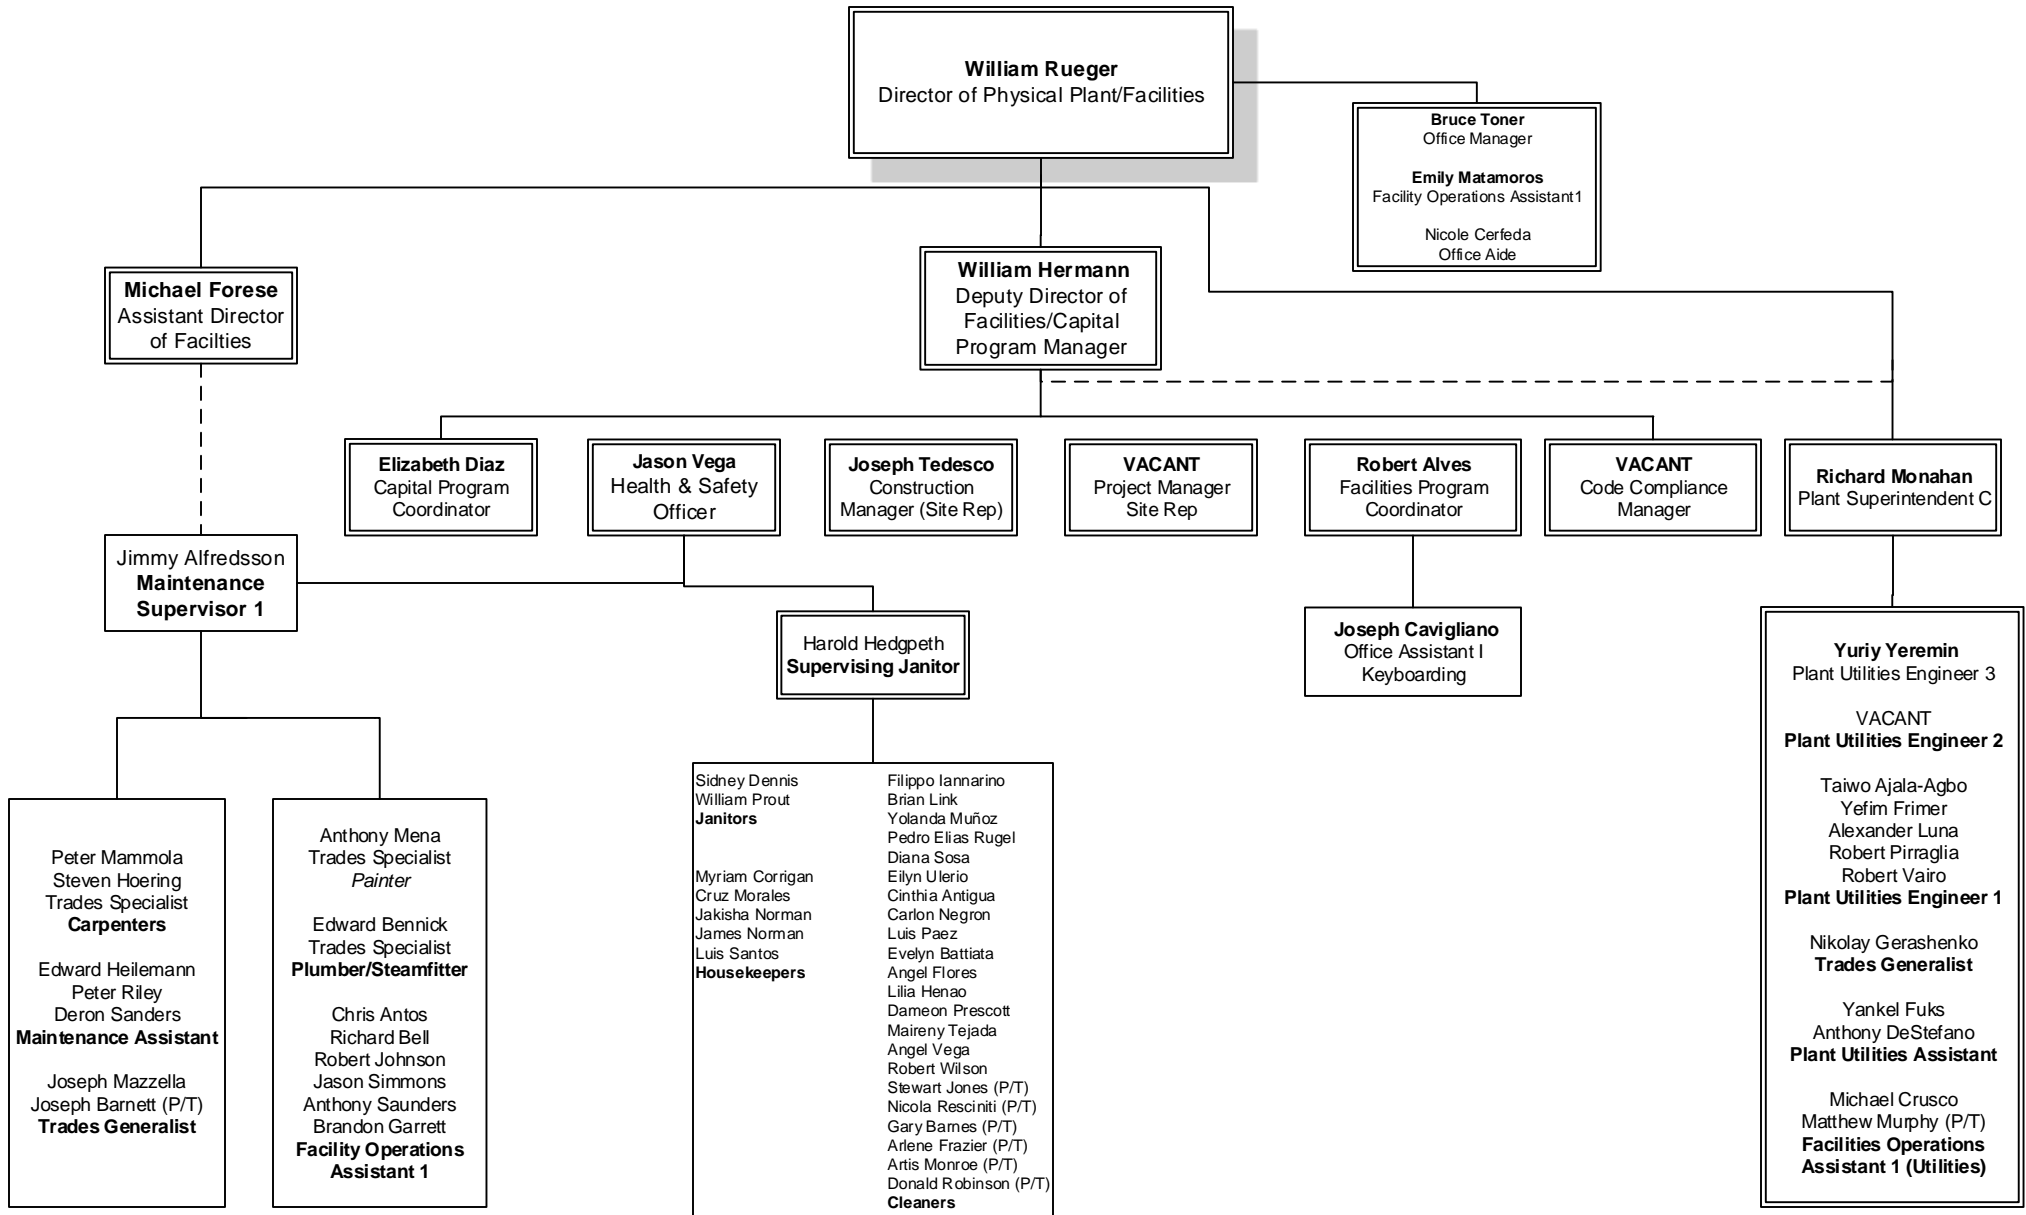 William Rueger
Director of Physical Plant/Facilities
Bruce Toner
Office Manager
Emily Matamoros
Facility Operations Assistant1
Nicole Cerfeda
Office Aide
Michael Forese
Assistant Director
of Facilties
William Hermann
Deputy Director of
Facilities/Capital
Program Manager
Elizabeth Diaz
Capital Program
Coordinator
Jason Vega
Health & Safety
Officer
Joseph Tedesco
Construction
Manager (Site Rep)
VACANT
Project Manager
Site Rep
Robert Alves
Facilities Program
Coordinator
VACANT
Code Compliance
Manager
Richard Monahan
Plant Superintendent C
Jimmy Alfredsson
Maintenance
Supervisor 1
Harold Hedgpeth
Supervising Janitor
Joseph Cavigliano
Office Assistant I
Keyboarding
Peter Mammola
Steven Hoering
Trades Specialist
Carpenters
Edward Heilemann
Peter Riley
Deron Sanders
Maintenance Assistant
Joseph Mazzella
Joseph Barnett (P/T)
Trades Generalist
Anthony Mena
Trades Specialist
Painter
Edward Bennick
Trades Specialist
Plumber/Steamfitter
Chris Antos
Richard Bell
Robert Johnson
Jason Simmons
Anthony Saunders
Brandon Garrett
Facility Operations
Assistant 1
Sidney Dennis
William Prout
Janitors
Myriam Corrigan
Cruz Morales
Jakisha Norman
James Norman
Luis Santos
Housekeepers
Filippo Iannarino
Brian Link
Yolanda Muñoz
Pedro Elias Rugel
Diana Sosa
Eilyn Ulerio
Cinthia Antigua
Carlon Negron
Luis Paez
Evelyn Battiata
Angel Flores
Lilia Henao
Dameon Prescott
Maireny Tejada
Angel Vega
Robert Wilson
Stewart Jones (P/T)
Nicola Resciniti (P/T)
Gary Barnes (P/T)
Arlene Frazier (P/T)
Artis Monroe (P/T)
Donald Robinson (P/T)
Cleaners
Yuriy Yeremin
Plant Utilities Engineer 3
VACANT
Plant Utilities Engineer 2
Taiwo Ajala-Agbo
Yefim Frimer
Alexander Luna
Robert Pirraglia
Robert Vairo
Plant Utilities Engineer 1
Nikolay Gerashenko
Trades Generalist
Yankel Fuks
Anthony DeStefano
Plant Utilities Assistant
Michael Crusco
Matthew Murphy (P/T)
Facilities Operations
Assistant 1 (Utilities)